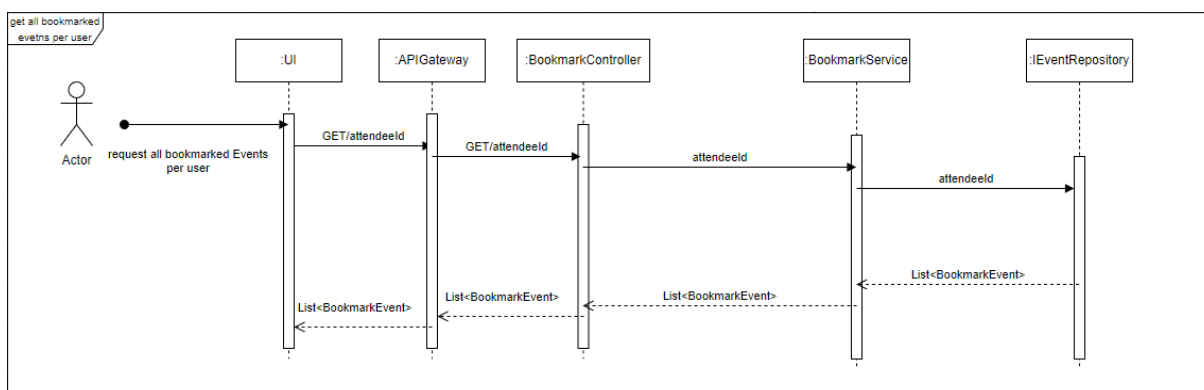 get all bookmarked
evetns per user
:UI
:APIGateway
:BookmarkController
:BookmarkService
:IEventRepository
Actor
request all bookmarked Events
per user
GET/attendeeId
GET/attendeeId
attendeeId
attendeeId
List<BookmarkEvent>
List<BookmarkEvent>
List<BookmarkEvent>
List<BookmarkEvent>